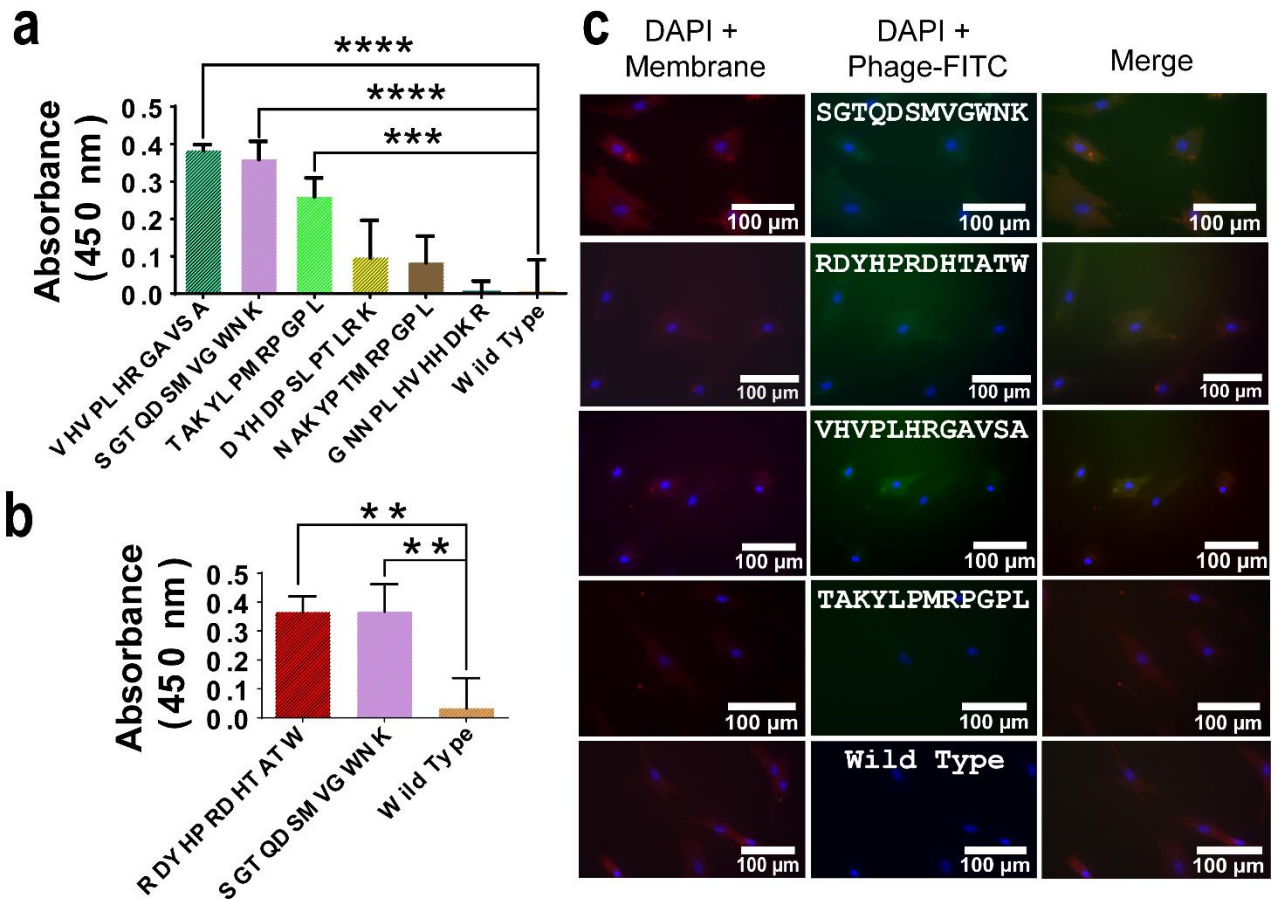 a
****
****
***
0.5
0.4
0.3
0.2
0.1
0.0
Absorbance
(450 nm)
VHVPLHRGAVSA
SGTQDSMVGWNK
TAKYLPMRPGPL
DYHDPSLPTLRK
NAKYPTMRPGPL
GNNPLHVHHDKR
Wild Type
b
**
**
0.5
0.4
0.3
0.2
0.1
0.0
Absorbance
(450 nm)
RDYHPRDHTATW
SGTQDSMVGWNK
Wild Type
c
DAPI +
Membrane
DAPI +
Phage-FITC
Merge
SGTQDSMVGWNK
100 µm
100 µm
100 µm
RDYHPRDHTATW
100 µm
100 µm
100 µm
VHVPLHRGAVSA
100 µm
100 µm
100 µm
TAKYLPMRPGPL
100 µm
100 µm
100 µm
Wild Type
100 µm
100 µm
100 µm